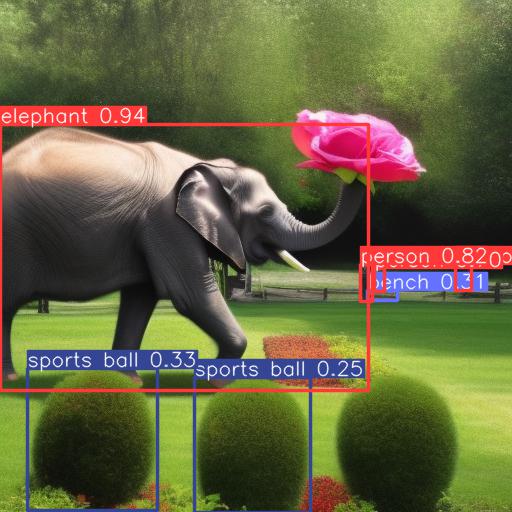 elephant 0.94
person 0.82
bench 0.31
sports ball 0.33
sports ball 0.25